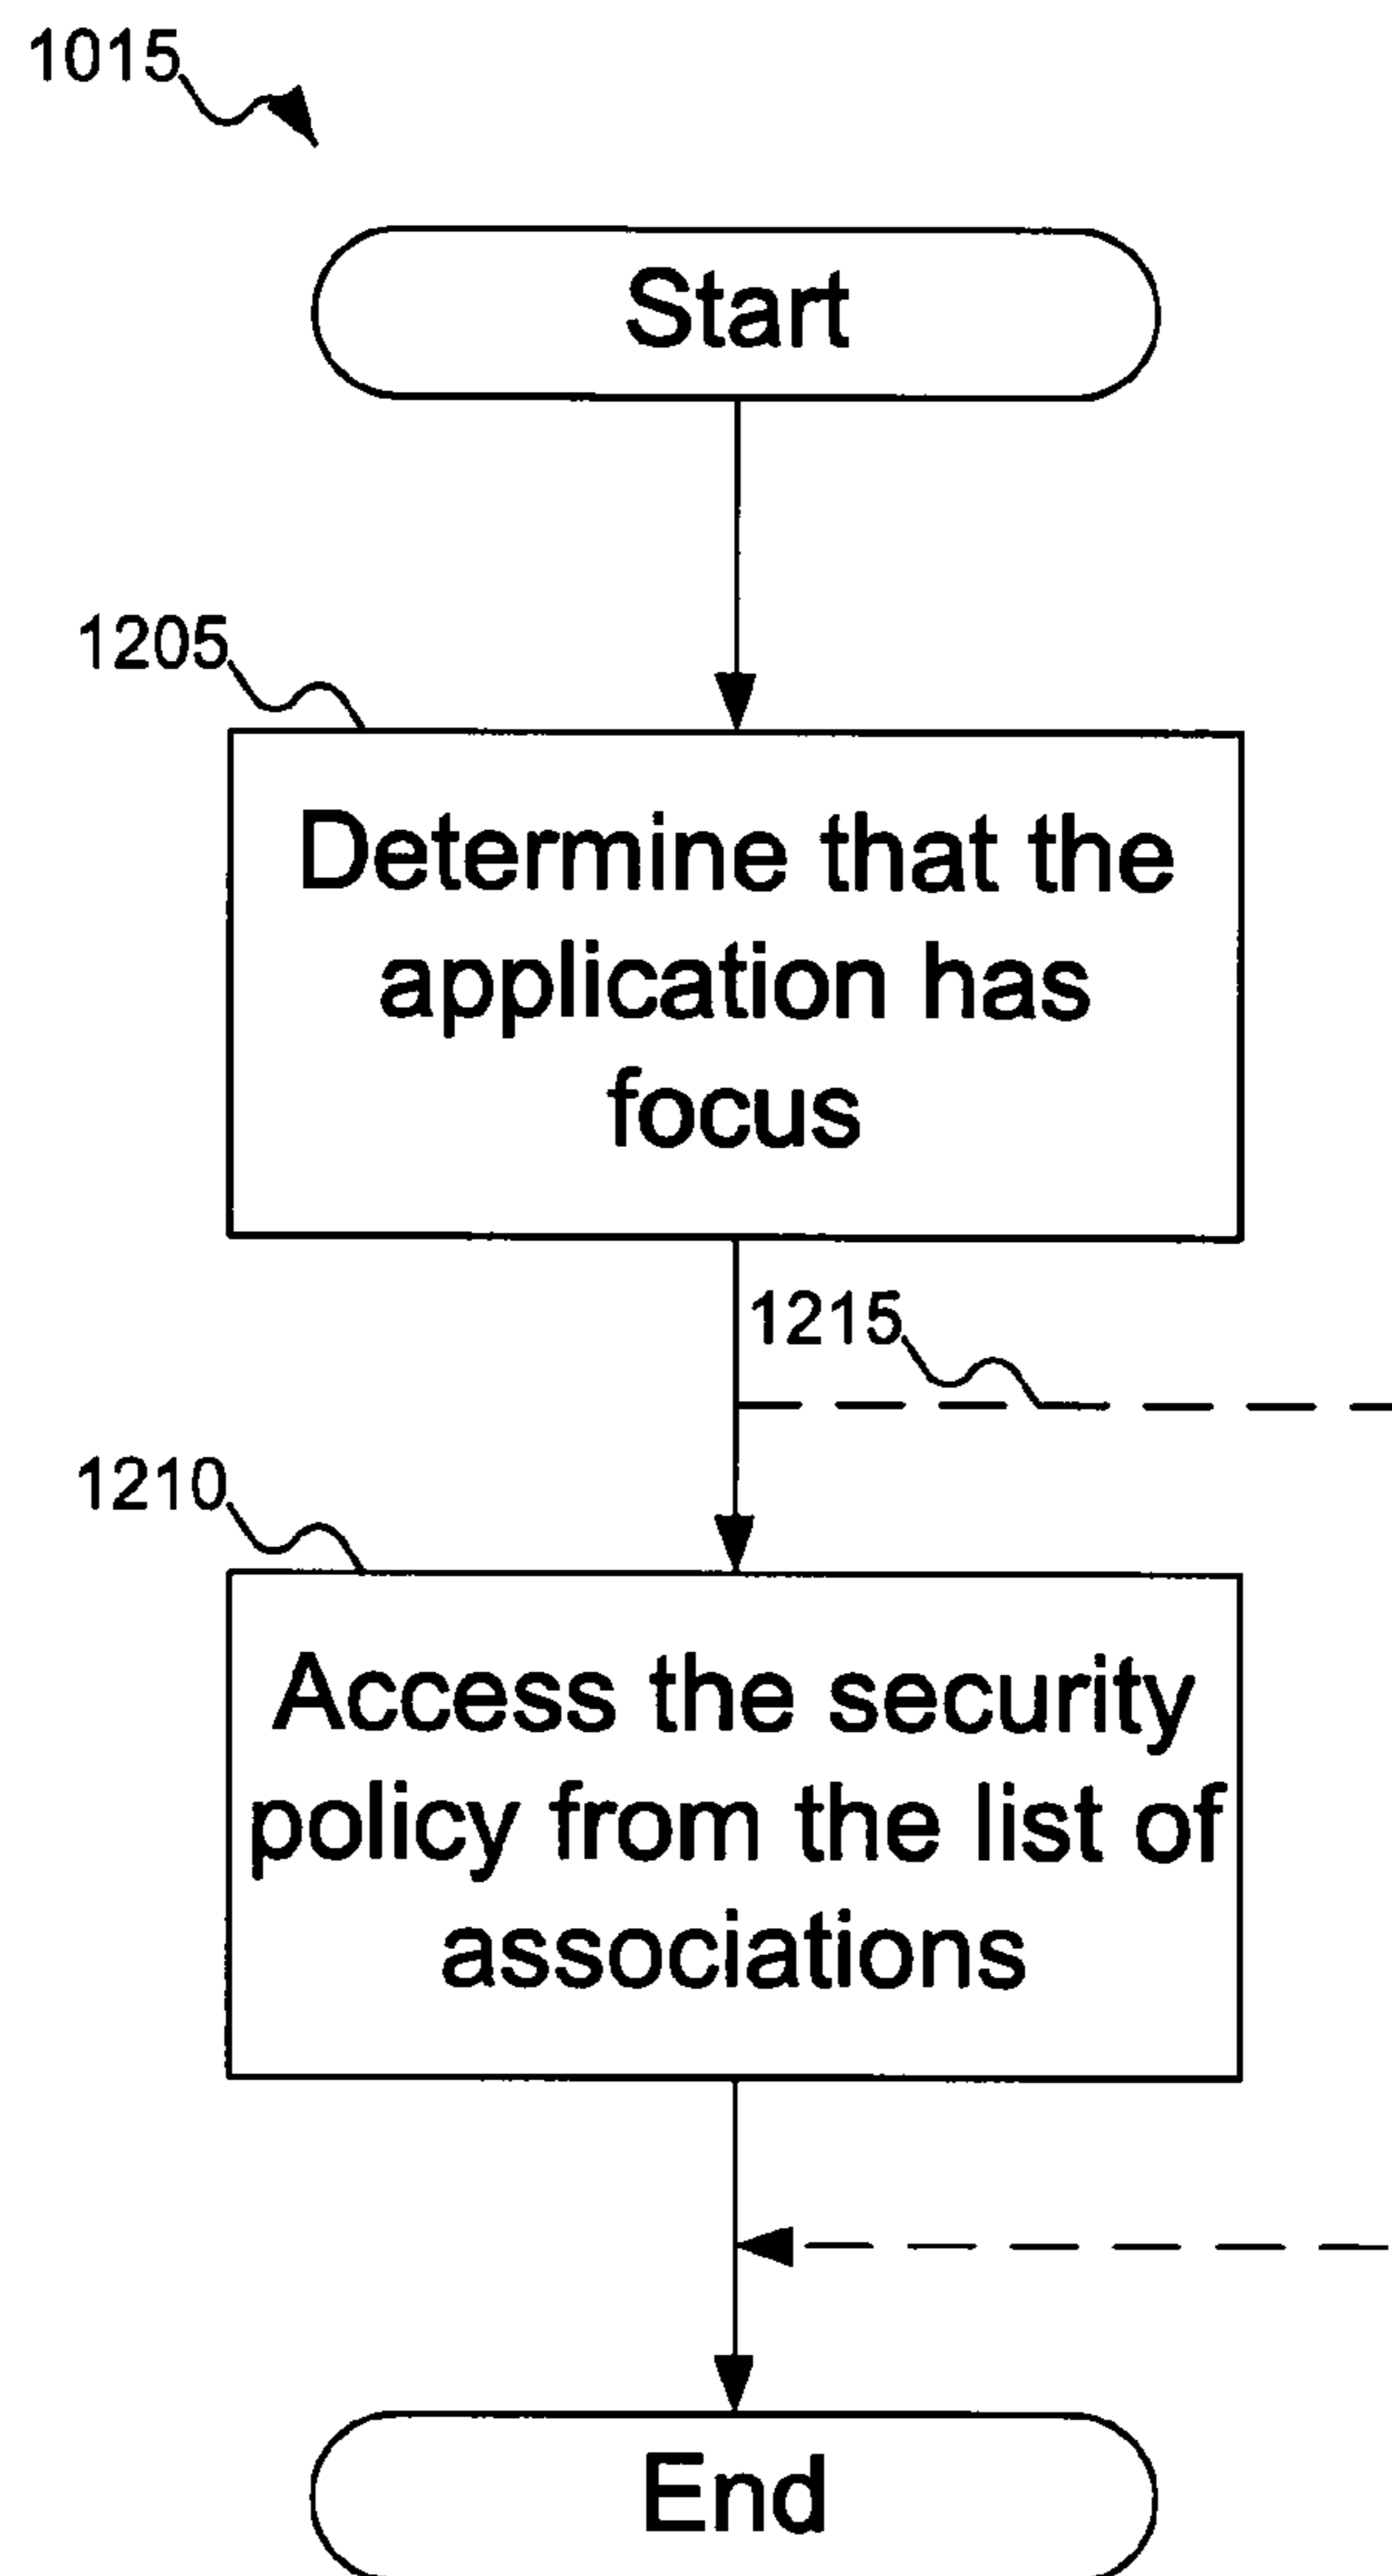 1015
Start
1205
Determine that the
application has
focus
1215
1210
Access the security
policy from the list of
associations
End